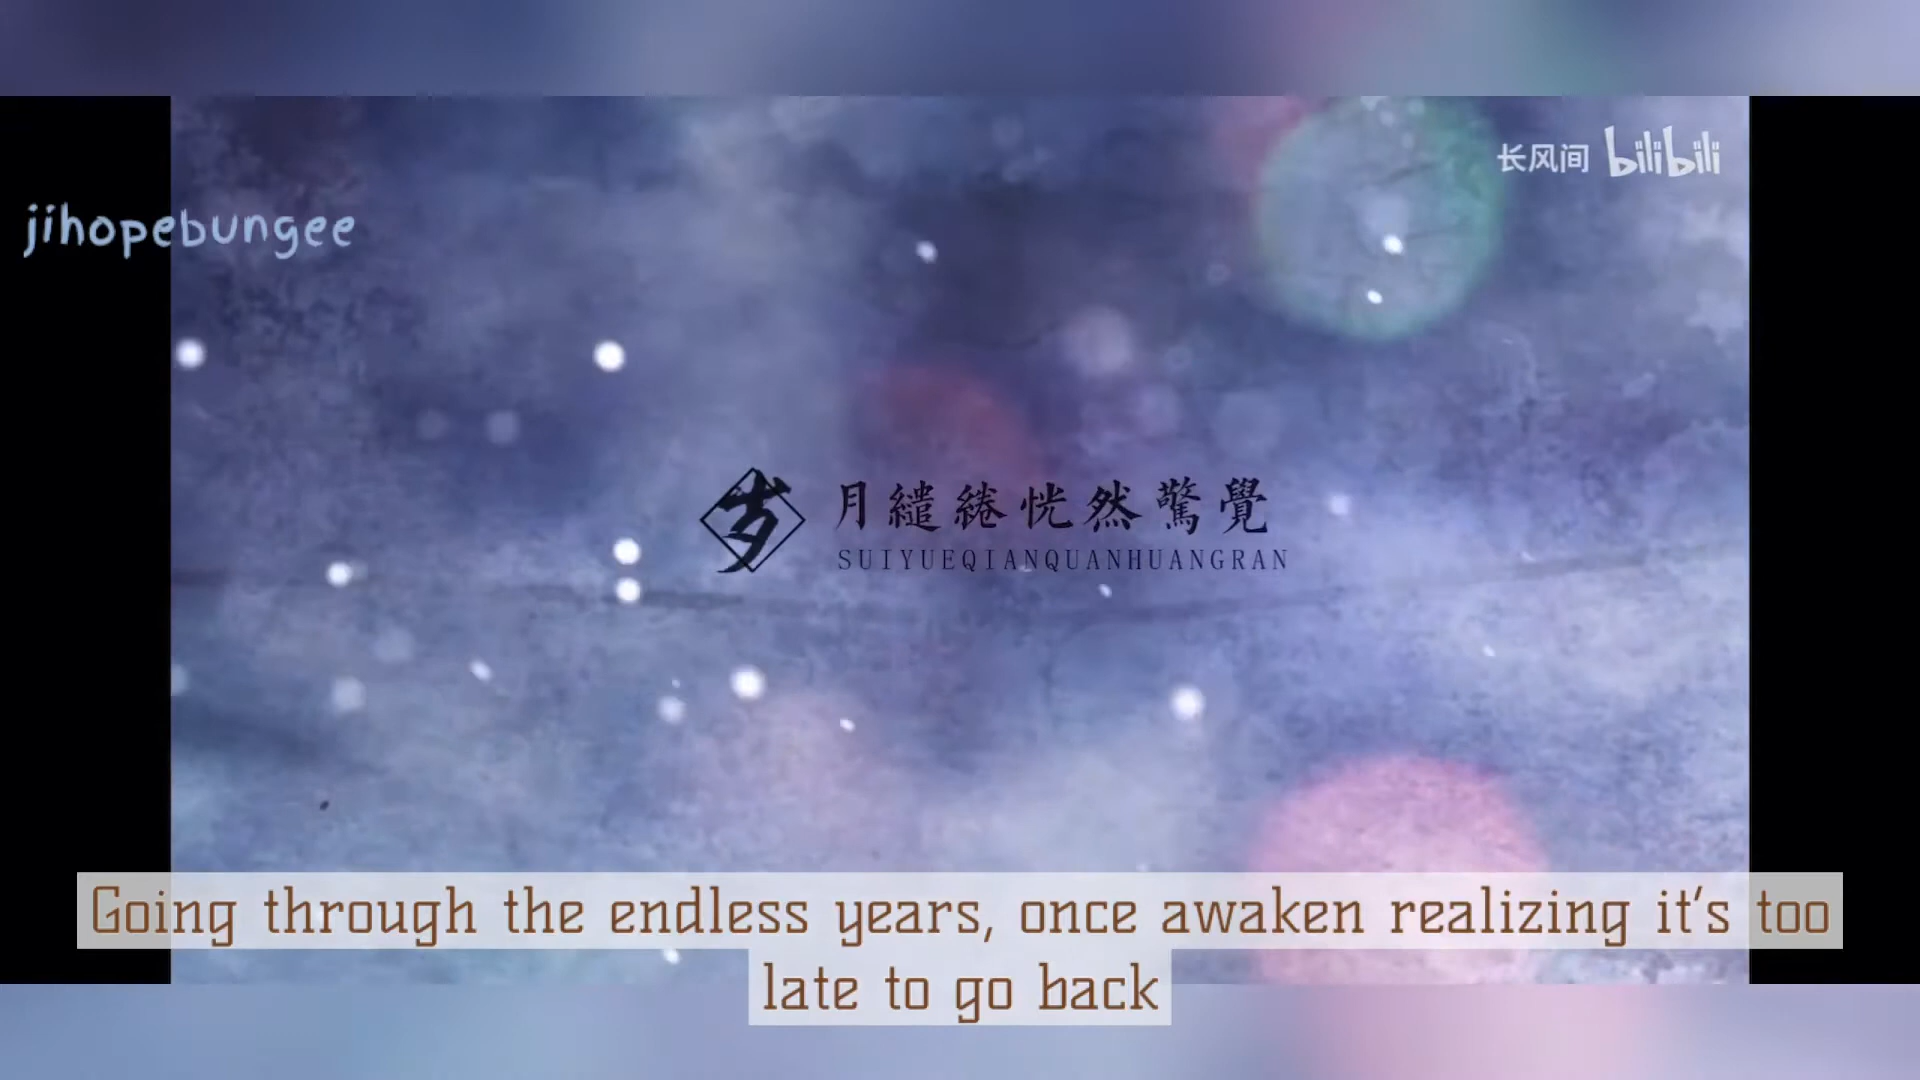 长风间 bilibili
jihopebungee
岁月繾綣恍然驚覺
SUIYUEQIANQUANHUANGRAN
Going through the endless years, once awaken realizing it's too
late to go back